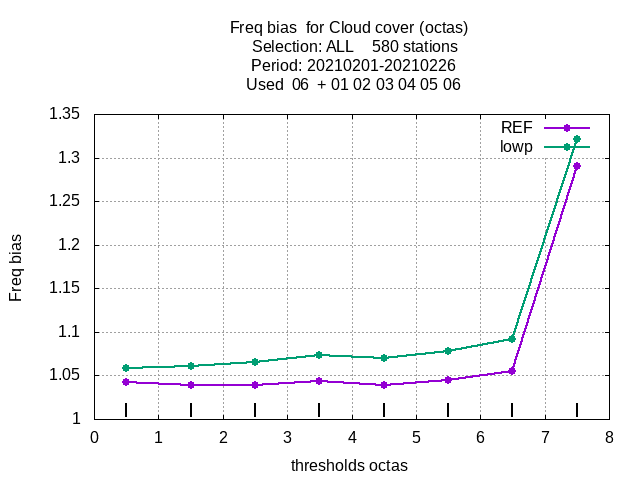 Freq bias  for Cloud cover (octas)
Selection: ALL    580 stations
Period: 20210201-20210226
Used  06  + 01 02 03 04 05 06
REF
lowp
1.35
1.3
1.25
1.2
1.15
1.1
1.05
1
Freq bias
0 1 2 3 4 5 6 7 8
thresholds octas